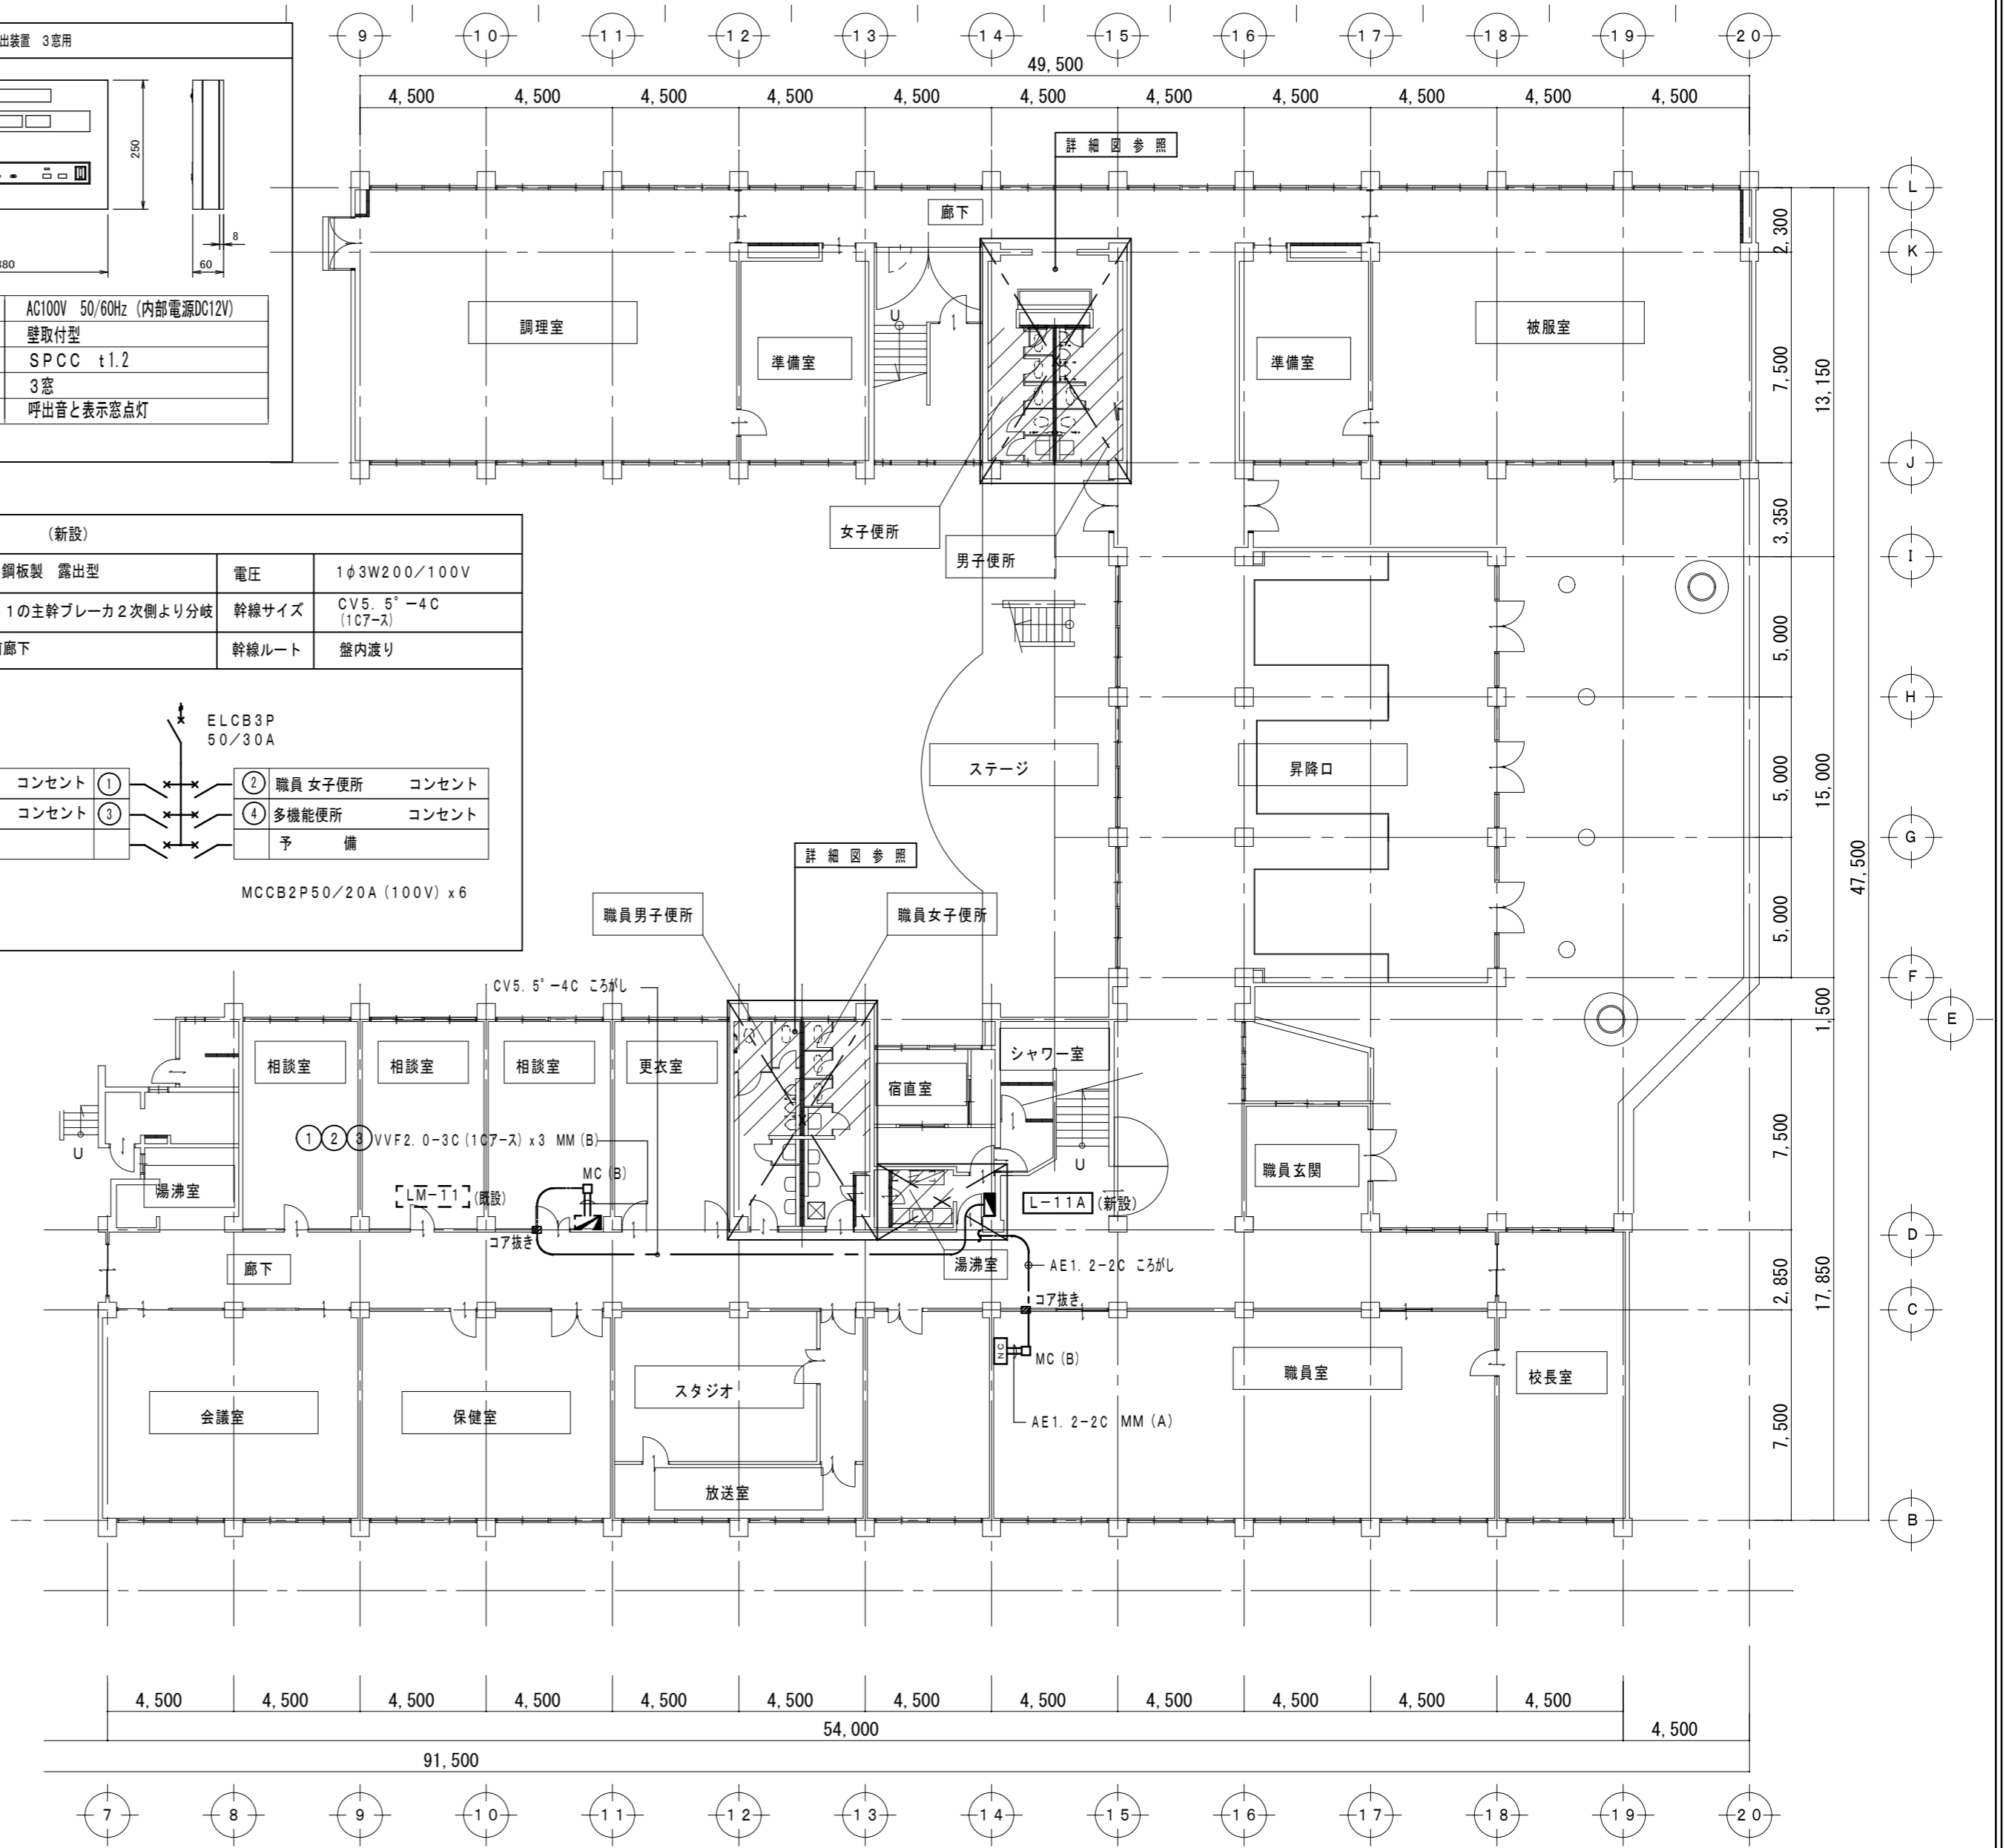 出装置 3窓用
250
8
380
60
AC100V 50/60Hz (内部電源DC12V)
壁取付型
SPCC t1.2
3窓
呼出音と表示窓点灯
(新設)
鋼板製 露出型 電圧 1φ3W200/100V
1の主幹ブレーカ2次側より分岐 幹線サイズ CV5.5°-4C
(1Cアース)
廊下 幹線ルート 盤内渡り
ELCB3P
50/30A
コンセント ① ② 職員女子便所 コンセント
コンセント ③ ④ 多機能便所 コンセント
予 備
MCCB2P50/20A(100V)x6
9 10 11 12 13 14 15 16 17 18 19 20
49,500
4,500 4,500 4,500 4,500 4,500 4,500 4,500 4,500 4,500 4,500 4,500
詳細図参照
廊下
調理室
準備室
U
準備室
被服室
女子便所
男子便所
ステージ
昇降口
詳細図参照
職員男子便所
職員女子便所
CV5.5°-4C ころがし
相談室
相談室
相談室
更衣室
宿直室
シャワー室
U
①②③VVF2.0-3C(1Cアース)x3 MM(B)
MC(B)
湯沸室
LM-11 (既設)
コア抜き
L-11A (新設)
U
職員玄関
廊下
湯沸室
AE1.2-2C ころがし
コア抜き
NC
MC(B)
AE1.2-2C MM(A)
会議室
保健室
スタジオ
放送室
職員室
校長室
L
K
J
I
H
G
F
E
D
C
B
2,300
7,500
13,150
3,350
5,000
5,000
15,000
5,000
47,500
1,500
7,500
2,850
17,850
7,500
4,500 4,500 4,500 4,500 4,500 4,500 4,500 4,500 4,500 4,500 4,500 4,500
54,000 4,500
91,500
7 8 9 10 11 12 13 14 15 16 17 18 19 20